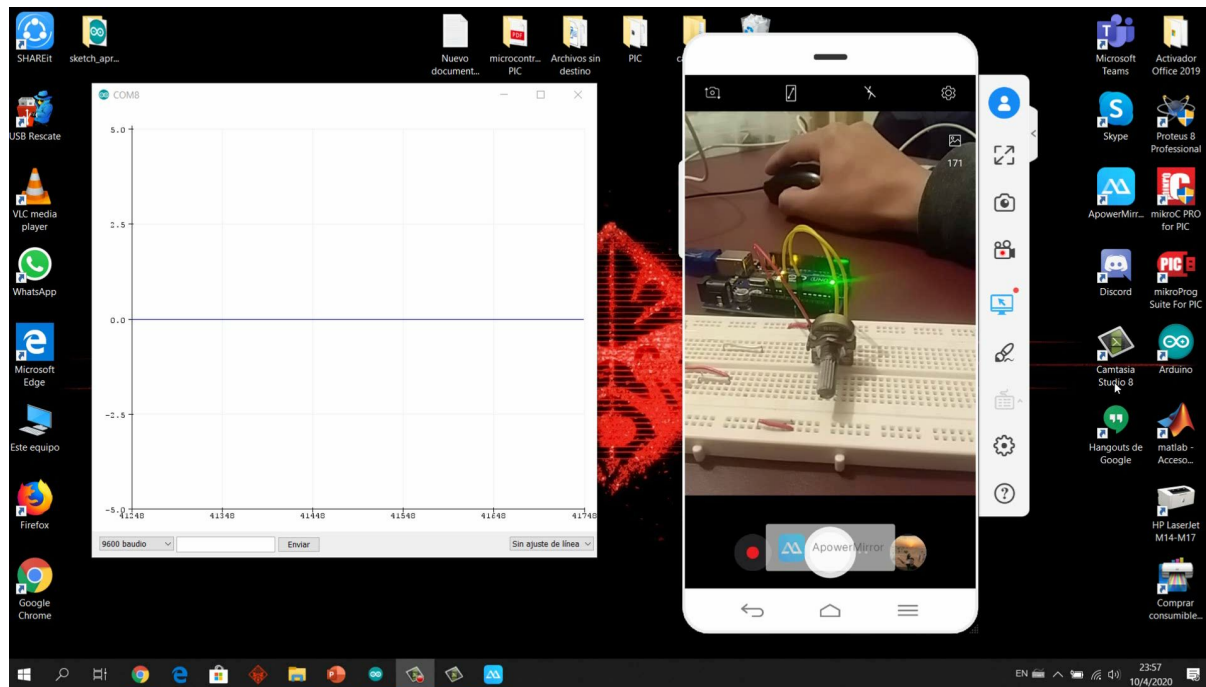 SHAREit
sketch_apr...
Nuevo
document...
PDF
microcontr...
PIC
Archivos sin
destino
PIC
Microsoft
Teams
Activador
Office 2019
USB Rescate
Skype
Proteus 8
Professional
VLC media
player
ApowerMirr...
mikroC PRO
for PIC
WhatsApp
Discord
mikroProg
Suite For PIC
Microsoft
Edge
Camtasia
Studio 8
Arduino
Este equipo
Hangouts de
Google
matlab -
Acceso...
Firefox
HP LaserJet
M14-M17
Google
Chrome
Comprar
consumible...
COM8
5.0
2.5
0.0
-2.5
-5.0
41248 41348 41448 41548 41648 41748
9600 baudio
Enviar
Sin ajuste de línea
171
ApowerMirror
EN
23:57
10/4/2020